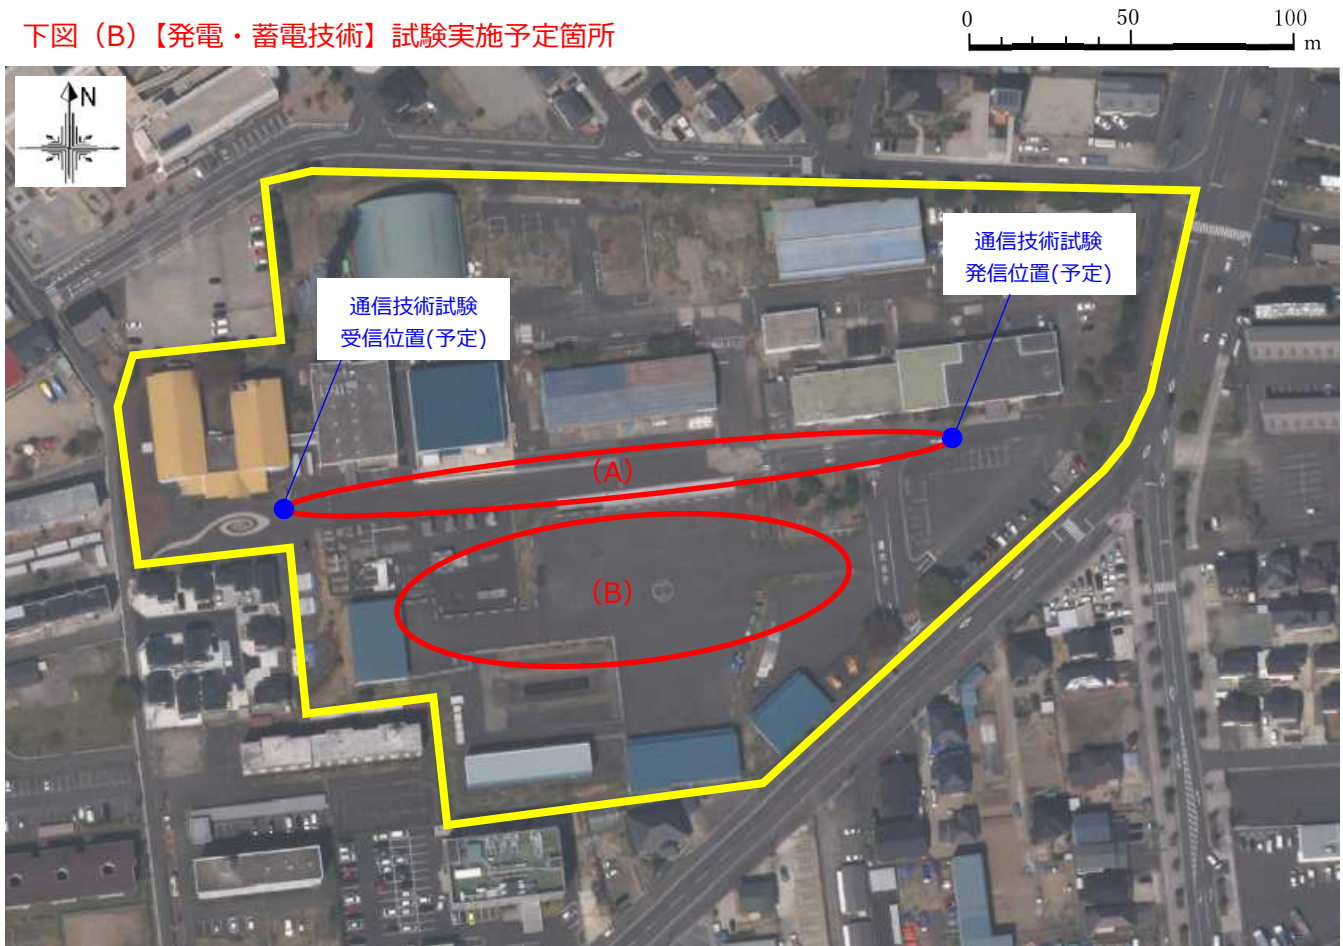 下図（B）【発電・蓄電技術】試験実施予定箇所
0 50 100
m
N
通信技術試験
発信位置(予定)
通信技術試験
受信位置(予定)
（A）
（B）